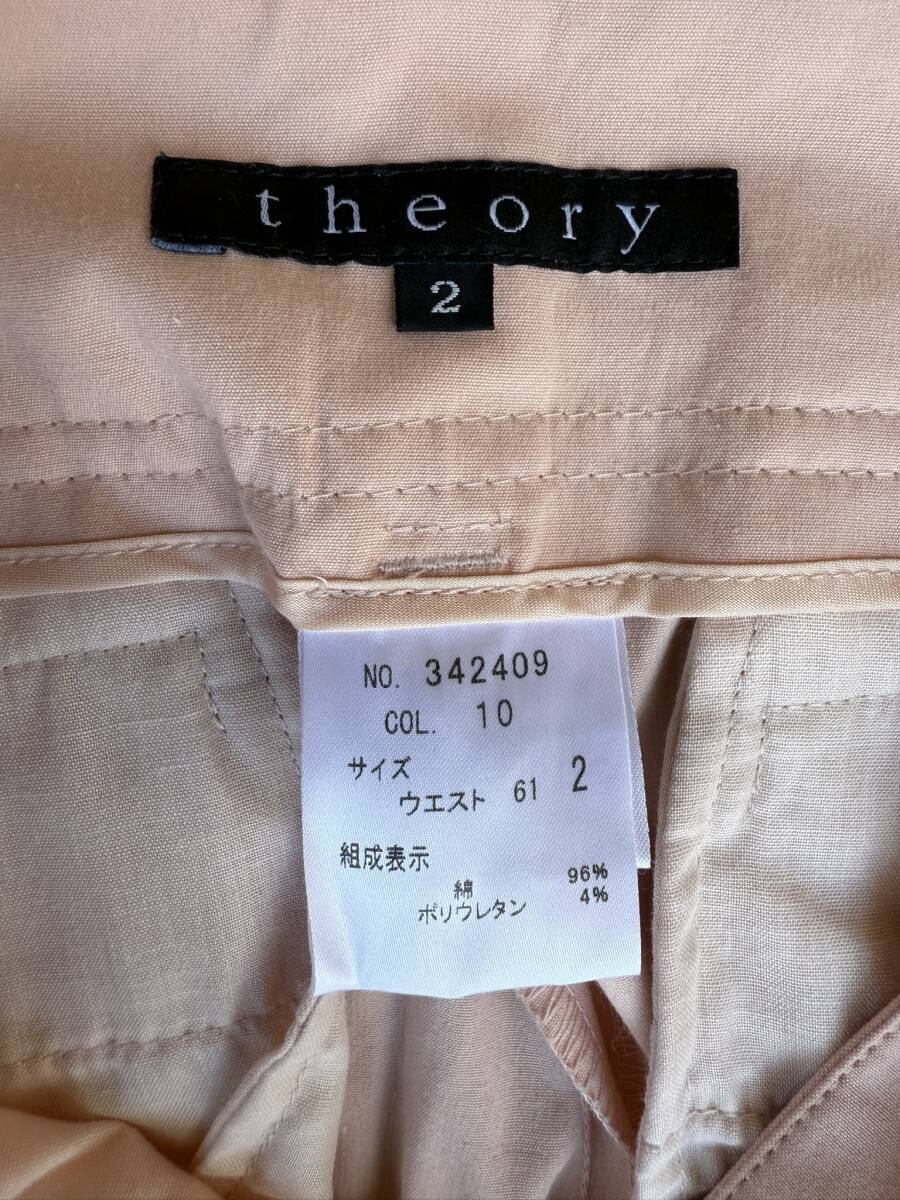 theory
2
NO. 342409
COL. 10
サイズ 2
ウエスト 61
組成表示
綿 96%
ポリウレタン 4%